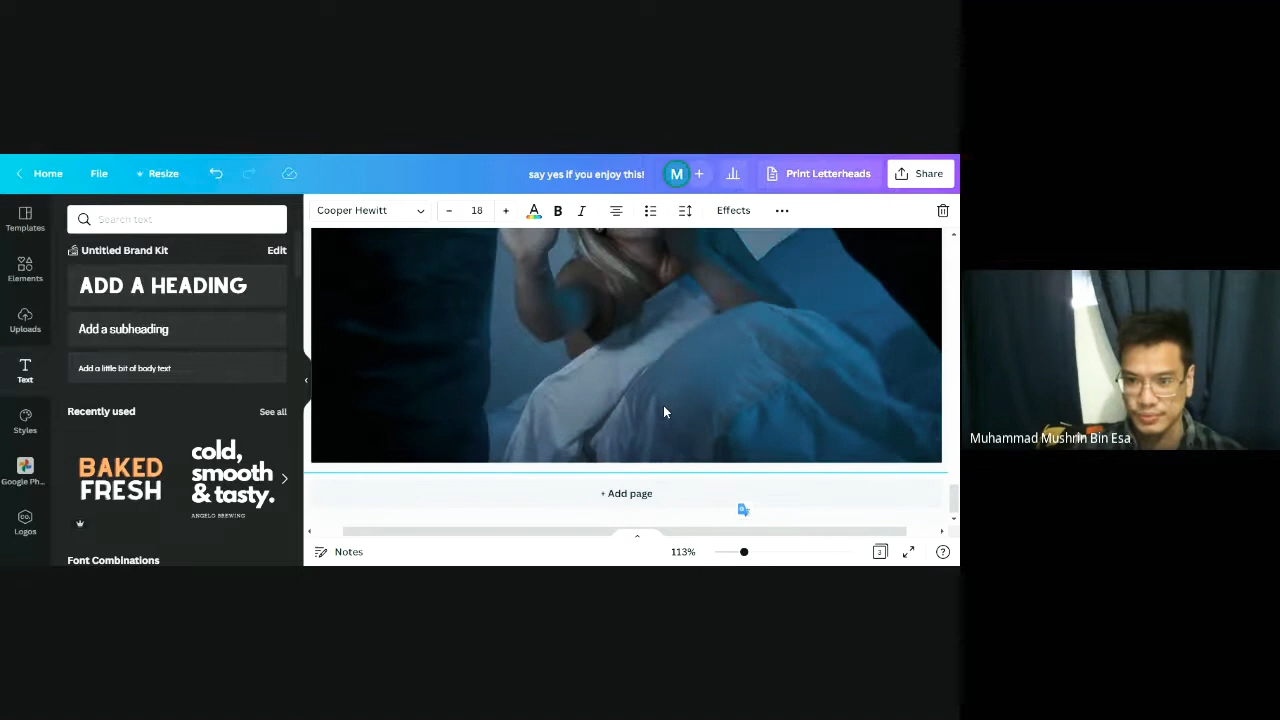 Home File Resize say yes if you enjoy this! M + Print Letterheads Share
Cooper Hewitt - 18 + A B I Effects
Templates
Elements
Uploads
Text
Styles
Google Ph...
Logos
Search text
Untitled Brand Kit Edit
ADD A HEADING
Add a subheading
Add a little bit of body text
Recently used See all
BAKED
FRESH
cold,
smooth
& tasty.
ANGELO BREWING
Font Combinations
+ Add page
Notes 113% 3 ?
Muhammad Mushrin Bin Esa